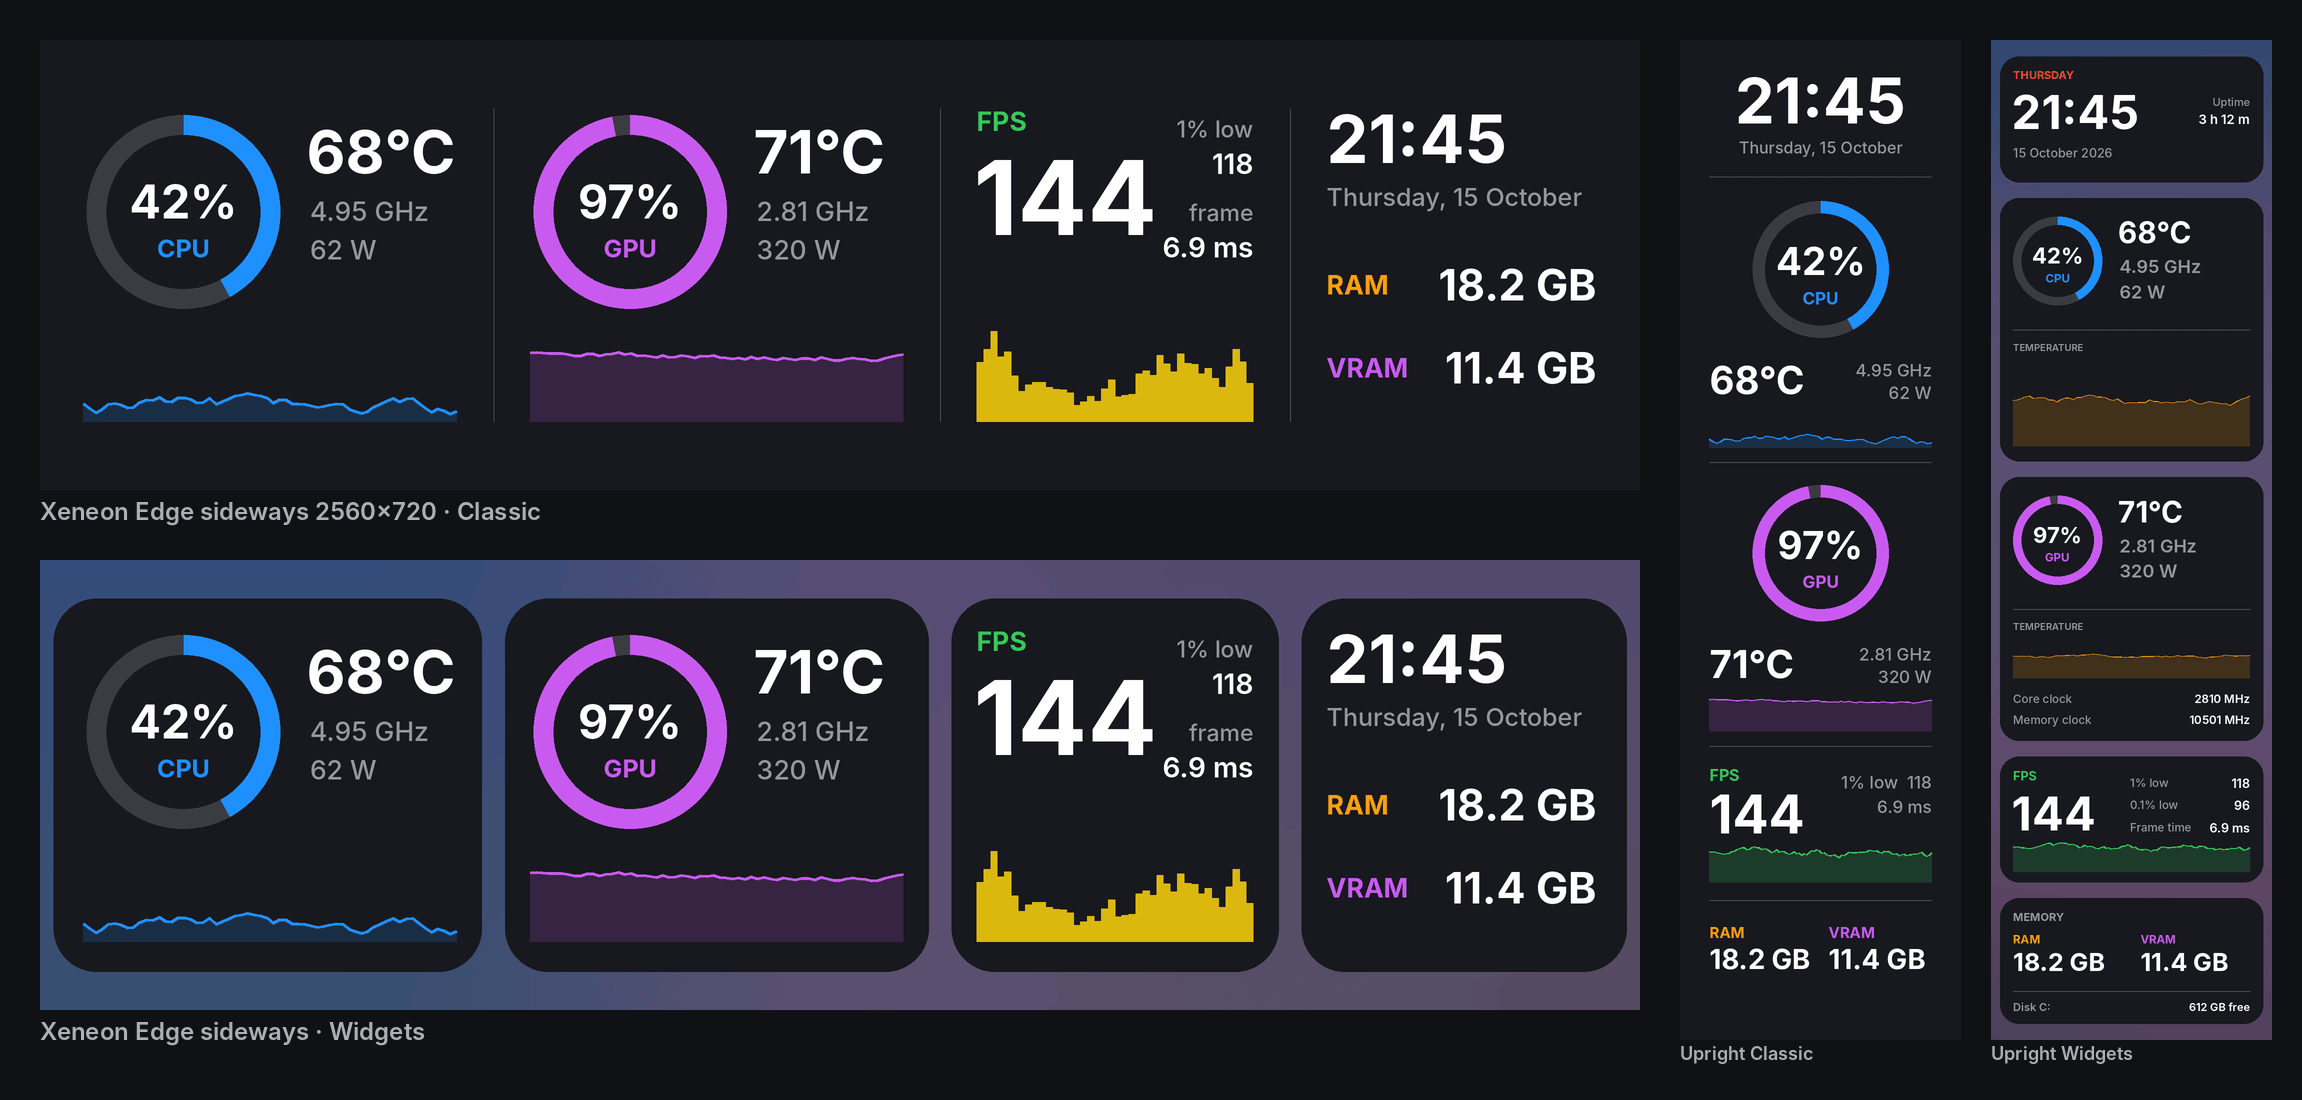 42%
CPU
68°C
4.95 GHz
62 W
97%
GPU
71°C
2.81 GHz
320 W
FPS
144
1% low
118
frame
6.9 ms
21:45
Thursday, 15 October
RAM 18.2 GB
VRAM 11.4 GB
Xeneon Edge sideways 2560×720 · Classic
42%
CPU
68°C
4.95 GHz
62 W
97%
GPU
71°C
2.81 GHz
320 W
FPS
144
1% low
118
frame
6.9 ms
21:45
Thursday, 15 October
RAM 18.2 GB
VRAM 11.4 GB
Xeneon Edge sideways · Widgets
21:45
Thursday, 15 October
42%
CPU
68°C
4.95 GHz
62 W
97%
GPU
71°C
2.81 GHz
320 W
FPS
144
1% low 118
6.9 ms
RAM
18.2 GB
VRAM
11.4 GB
Upright Classic
THURSDAY
21:45
15 October 2026
Uptime
3 h 12 m
42%
CPU
68°C
4.95 GHz
62 W
TEMPERATURE
97%
GPU
71°C
2.81 GHz
320 W
TEMPERATURE
Core clock 2810 MHz
Memory clock 10501 MHz
FPS
144
1% low 118
0.1% low 96
Frame time 6.9 ms
MEMORY
RAM
18.2 GB
VRAM
11.4 GB
Disk C: 612 GB free
Upright Widgets